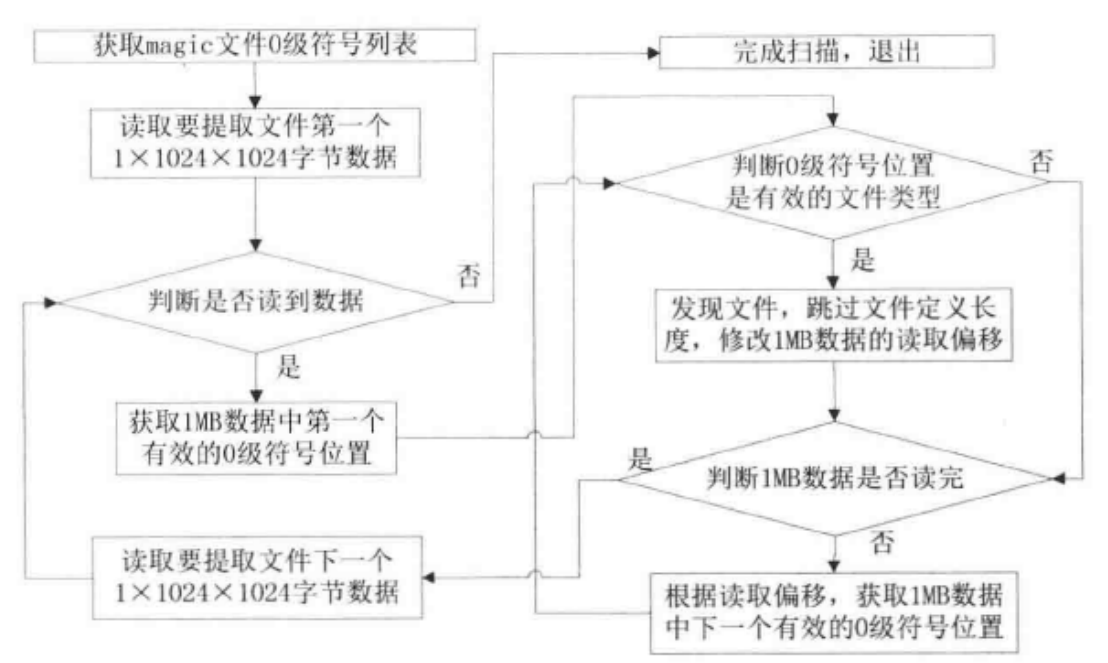 获取magic文件0级符号列表
读取要提取文件第一个
1×1024×1024字节数据
判断是否读到数据
否
是
获取1MB数据中第一个
有效的0级符号位置
读取要提取文件下一个
1×1024×1024字节数据
完成扫描，退出
判断0级符号位置
是有效的文件类型
否
是
发现文件，跳过文件定义长
度，修改1MB数据的读取偏移
判断1MB数据是否读完
是
否
根据读取偏移，获取1MB数据
中下一个有效的0级符号位置